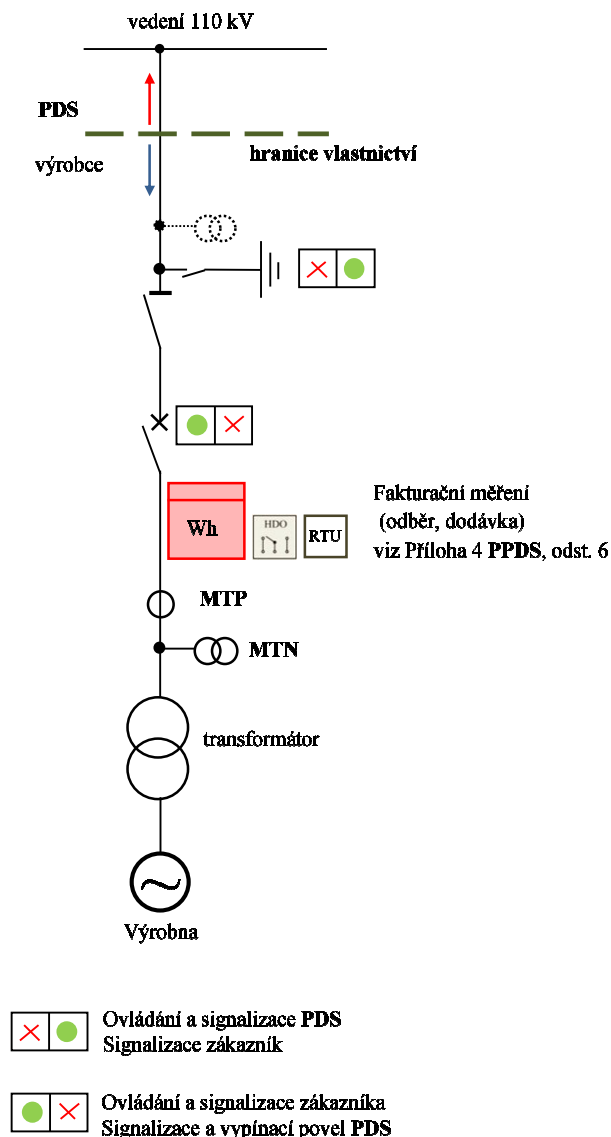 vedení 110 kV
PDS
hranice vlastnictví
výrobce
Fakturační měření
(odběr, dodávka)
viz Příloha 4 PPDS, odst. 6
Wh
HDO
RTU
MTP
MTN
transformátor
Výrobna
Ovládání a signalizace PDS
Signalizace zákazník
Ovládání a signalizace zákazníka
Signalizace a vypínací povel PDS